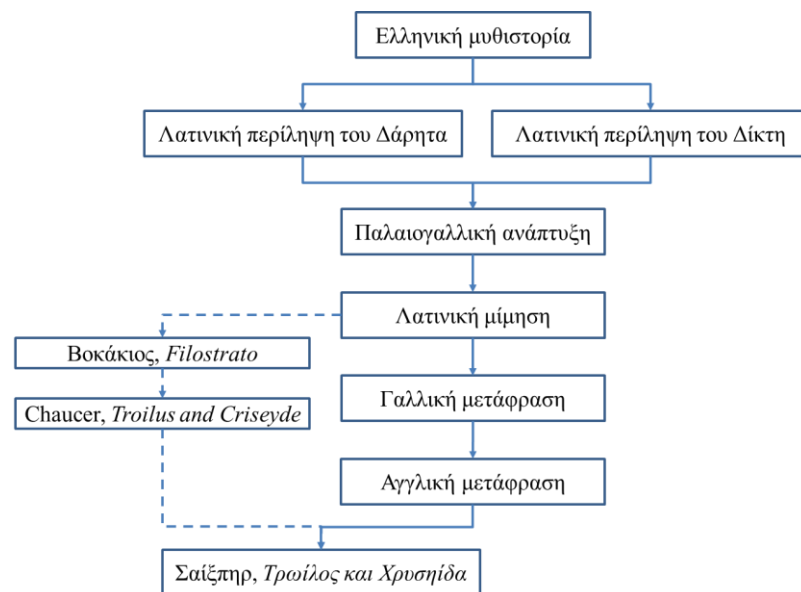 Ελληνική μυθιστορία
Λατινική περίληψη του Δάρητα
Λατινική περίληψη του Δίκτη
Παλαιογαλλική ανάπτυξη
Λατινική μίμηση
Βοκάκιος, Filostrato
Γαλλική μετάφραση
Chaucer, Troilus and Criseyde
Αγγλική μετάφραση
Σαίξπηρ, Τρωίλος και Χρυσηίδα